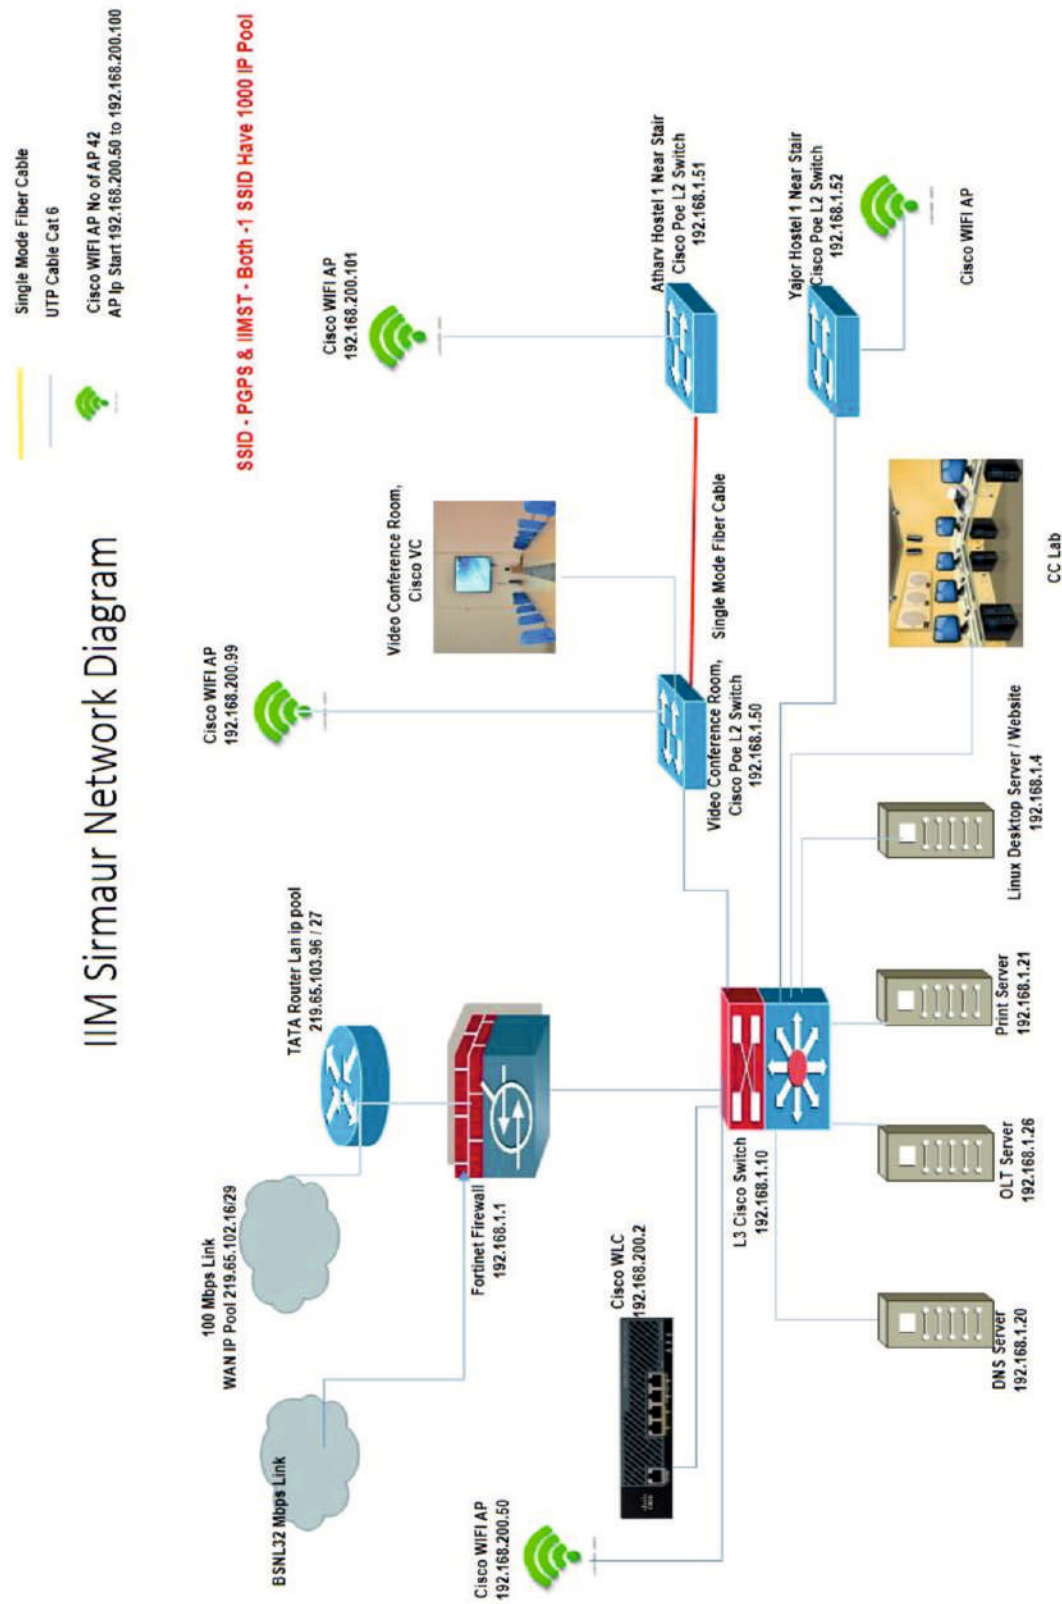 IIM Sirmaur Network Diagram
Single Mode Fiber Cable
UTP Cable Cat 6
Cisco WIFI AP No of AP 42
AP Ip Start 192.168.200.50 to 192.168.200.100
SSID - PGPS & IIMST - Both -1 SSID Have 1000 IP Pool
100 Mbps Link
WAN IP Pool 219.65.102.16/29
BSNL32 Mbps Link
TATA Router Lan ip pool
219.65.103.96 / 27
Cisco WIFI AP
192.168.200.99
Cisco WIFI AP
192.168.200.101
Video Conference Room,
Cisco VC
Fortinet Firewall
192.168.1.1
Cisco WIFI AP
192.168.200.50
Cisco WLC
192.168.200.2
L3 Cisco Switch
192.168.1.10
Video Conference Room,
Cisco Poe L2 Switch
192.168.1.50
Single Mode Fiber Cable
Atharv Hostel 1 Near Stair
Cisco Poe L2 Switch
192.168.1.51
Yajor Hostel 1 Near Stair
Cisco Poe L2 Switch
192.168.1.52
Cisco WIFI AP
DNS Server
192.168.1.20
OLT Server
192.168.1.26
Print Server
192.168.1.21
Linux Desktop Server / Website
192.168.1.4
CC Lab